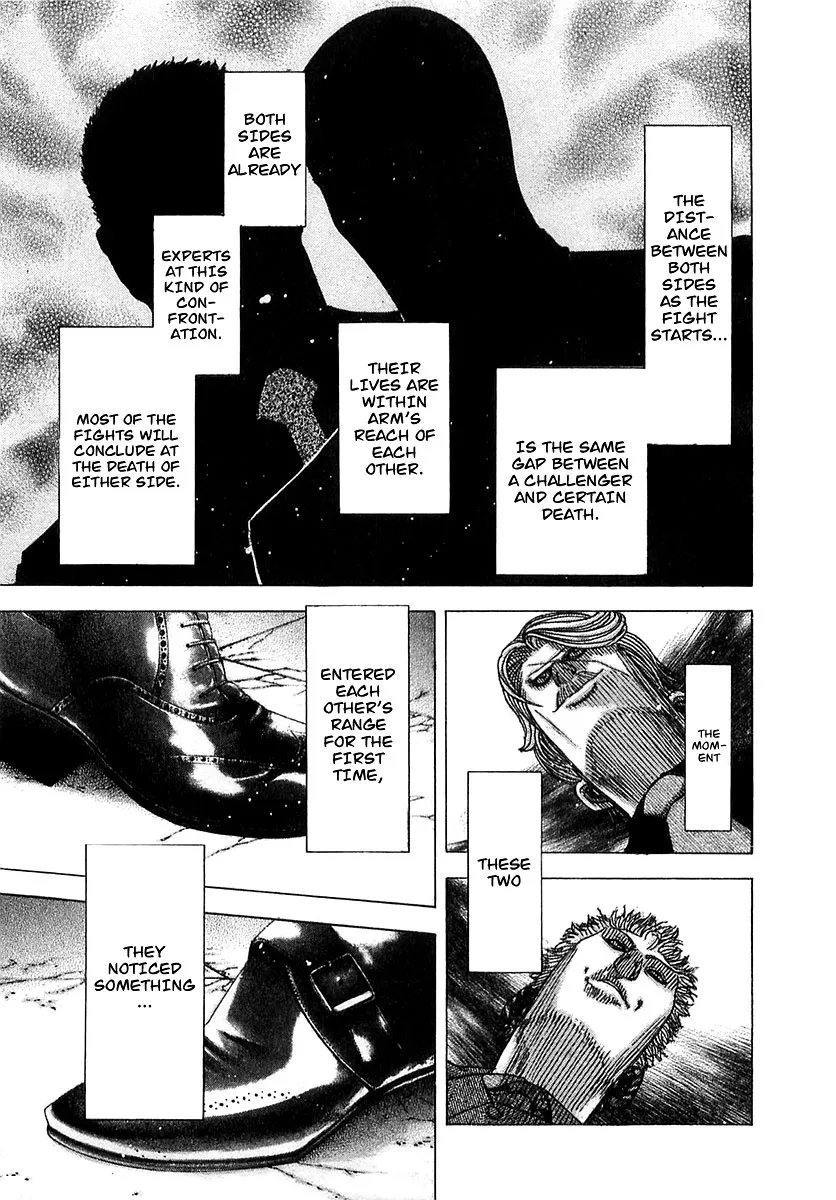 THE
DIST-
ANCE
BETWEEN
BOTH
SIDES
AS THE
FIGHT
STARTS...
IS THE SAME
GAP BETWEEN
A CHALLENGER
AND CERTAIN
DEATH.
THEIR
LIVES ARE
WITHIN
ARM'S
REACH OF
EACH
OTHER.
BOTH
SIDES
ARE
ALREADY
EXPERTS
AT THIS
KIND OF
CON-
FRONT-
ATION.
MOST OF THE
FIGHTS WILL
CONCLUDE AT
THE DEATH OF
EITHER SIDE.
THE
MOM-
ENT
THESE
TWO
ENTERED
EACH
OTHER'S
RANGE
FOR THE
FIRST
TIME,
THEY
NOTICED
SOMETHING
...